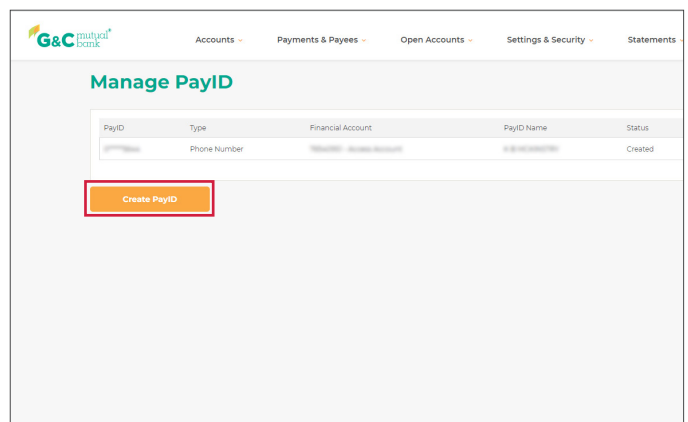 G&C mutual bank
Accounts Payments & Payees Open Accounts Settings & Security Statements
Manage PayID
PayID Type Financial Account PayID Name Status
Phone Number Created
Create PayID